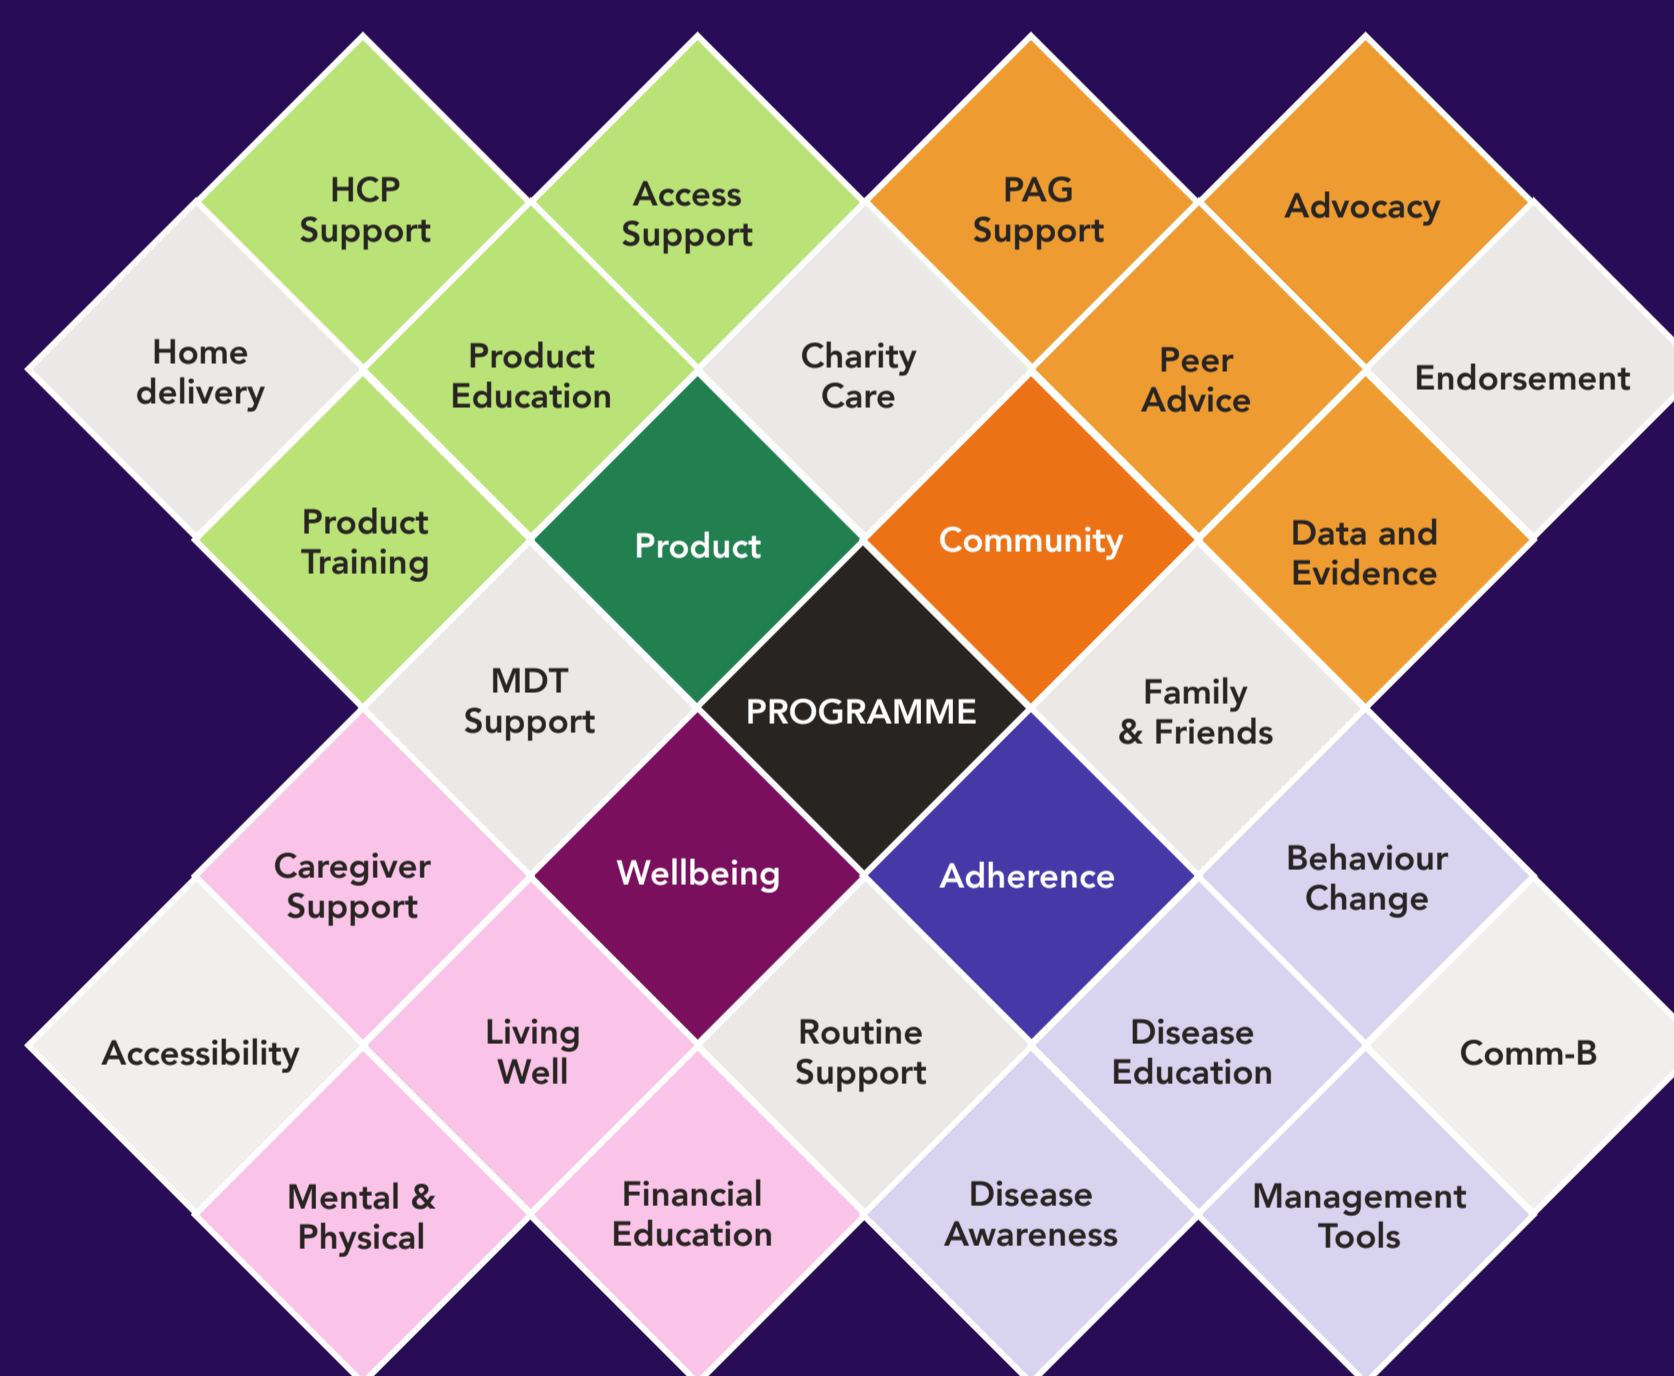 HCP
Support
Access
Support
PAG
Support
Advocacy
Home
delivery
Product
Education
Charity
Care
Peer
Advice
Endorsement
Product
Training
Product
Community
Data and
Evidence
MDT
Support
PROGRAMME
Family
& Friends
Caregiver
Support
Wellbeing
Adherence
Behaviour
Change
Accessibility
Living
Well
Routine
Support
Disease
Education
Comm-B
Mental &
Physical
Financial
Education
Disease
Awareness
Management
Tools